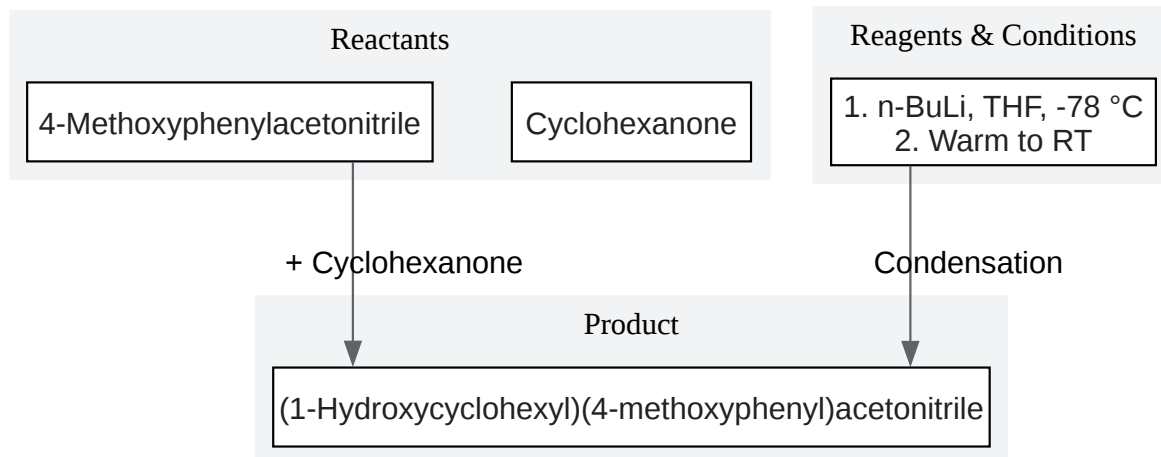 Reactants
4-Methoxyphenylacetonitrile
Cyclohexanone
Reagents & Conditions
1. n-BuLi, THF, -78 °C
2. Warm to RT
+ Cyclohexanone
Condensation
Product
(1-Hydroxycyclohexyl)(4-methoxyphenyl)acetonitrile